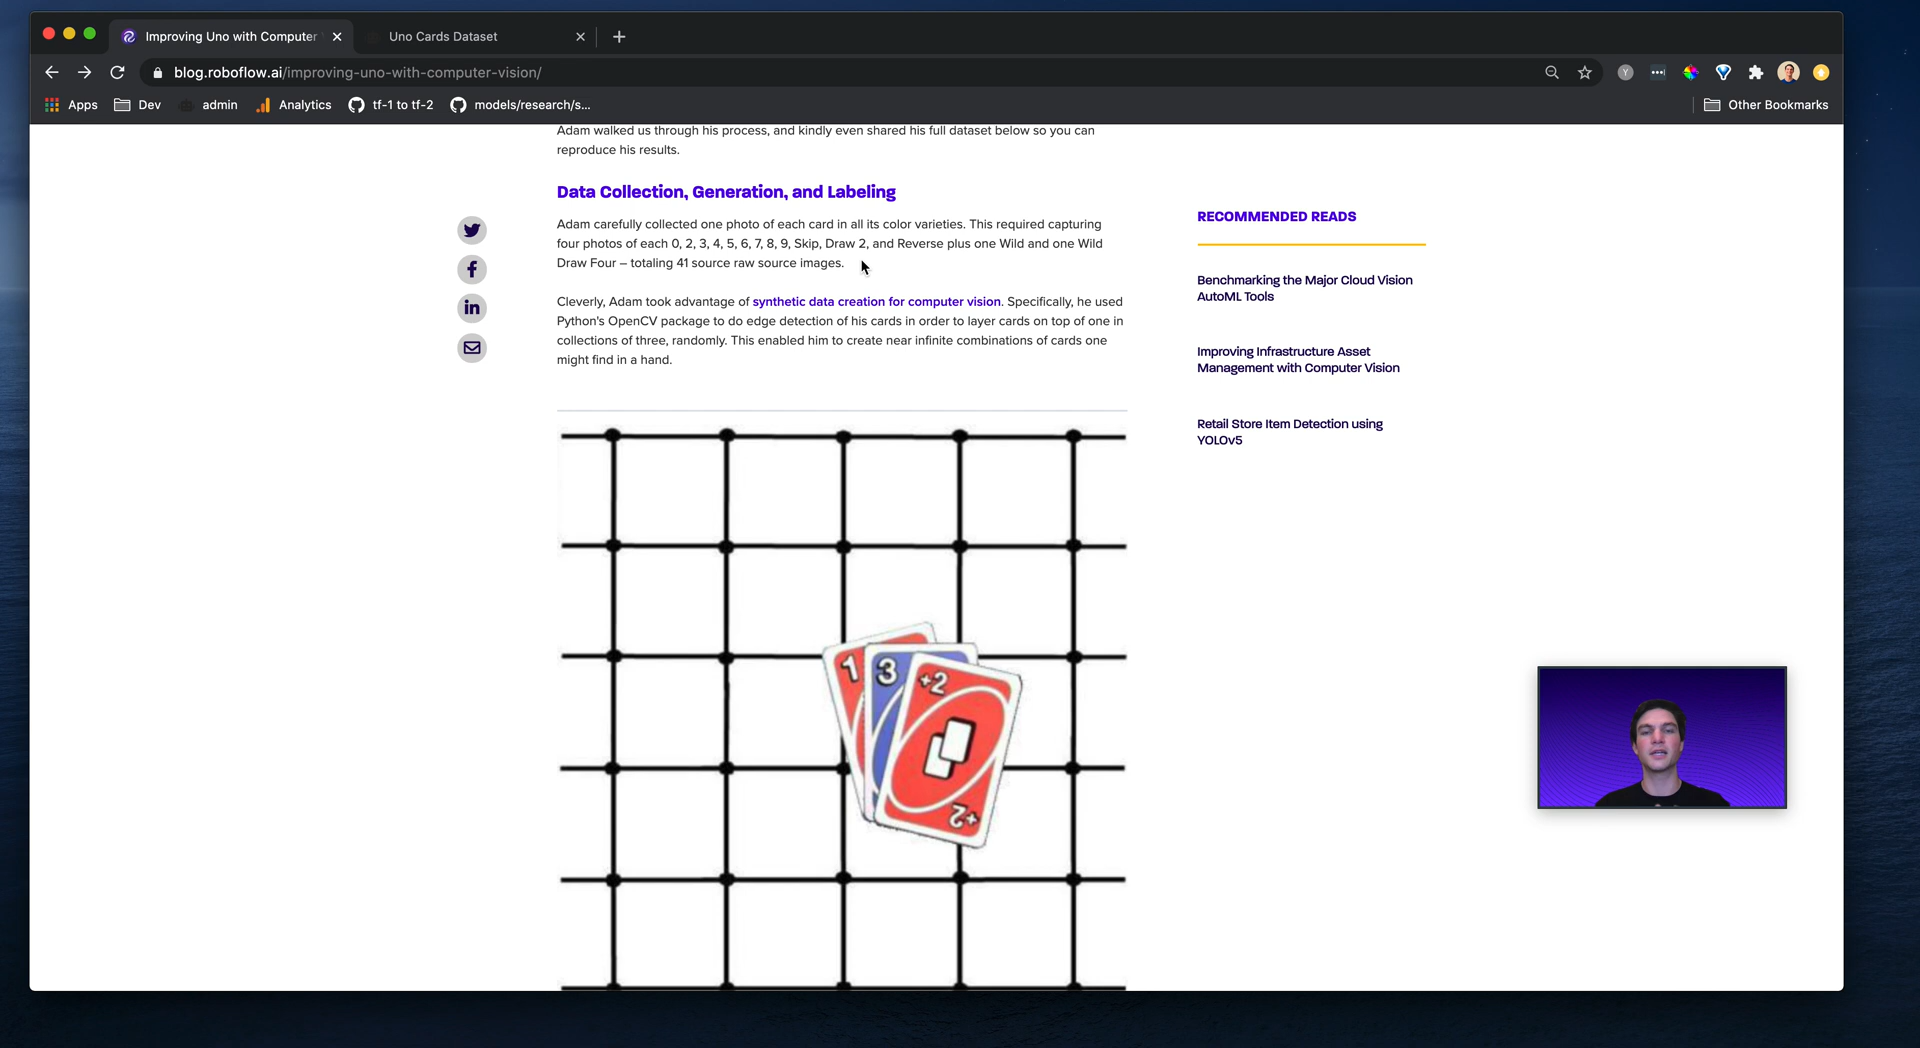 Improving Uno with Computer
Uno Cards Dataset
blog.roboflow.ai/improving-uno-with-computer-vision/
Y
Apps
Dev
admin
Analytics
tf-1 to tf-2
models/research/s...
Other Bookmarks
Adam walked us through his process, and kindly even shared his full dataset below so you can
reproduce his results.
Data Collection, Generation, and Labeling
Adam carefully collected one photo of each card in all its color varieties. This required capturing
four photos of each 0, 2, 3, 4, 5, 6, 7, 8, 9, Skip, Draw 2, and Reverse plus one Wild and one Wild
Draw Four – totaling 41 source raw source images.
Cleverly, Adam took advantage of synthetic data creation for computer vision. Specifically, he used
Python's OpenCV package to do edge detection of his cards in order to layer cards on top of one in
collections of three, randomly. This enabled him to create near infinite combinations of cards one
might find in a hand.
1
3
+2
+2
RECOMMENDED READS
Benchmarking the Major Cloud Vision
AutoML Tools
Improving Infrastructure Asset
Management with Computer Vision
Retail Store Item Detection using
YOLOv5